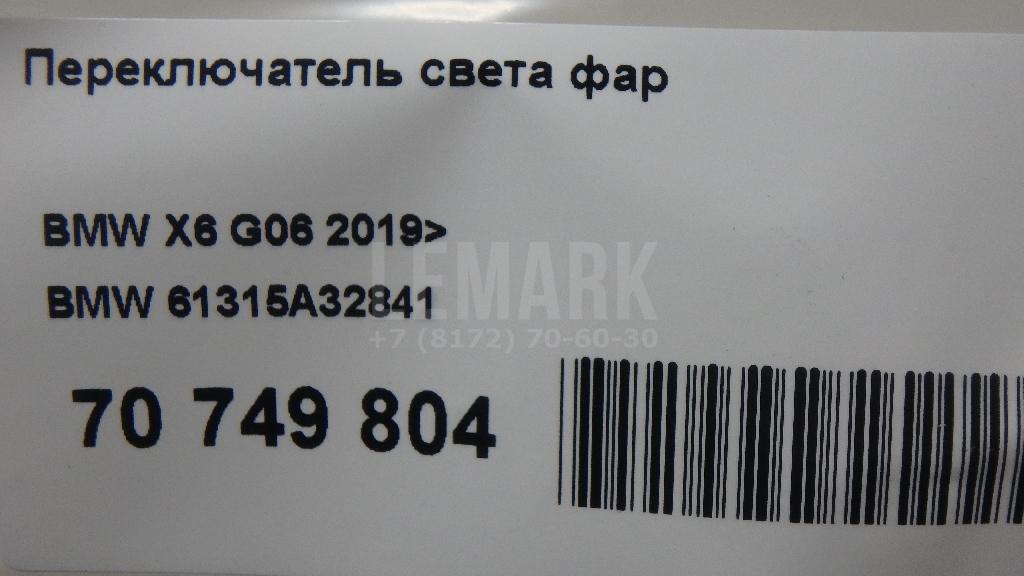 Переключатель света фар
BMW X6 G06 2019>
BMW 61315A32841
LEMARK
+7 (8172) 70-60-30
70 749 804